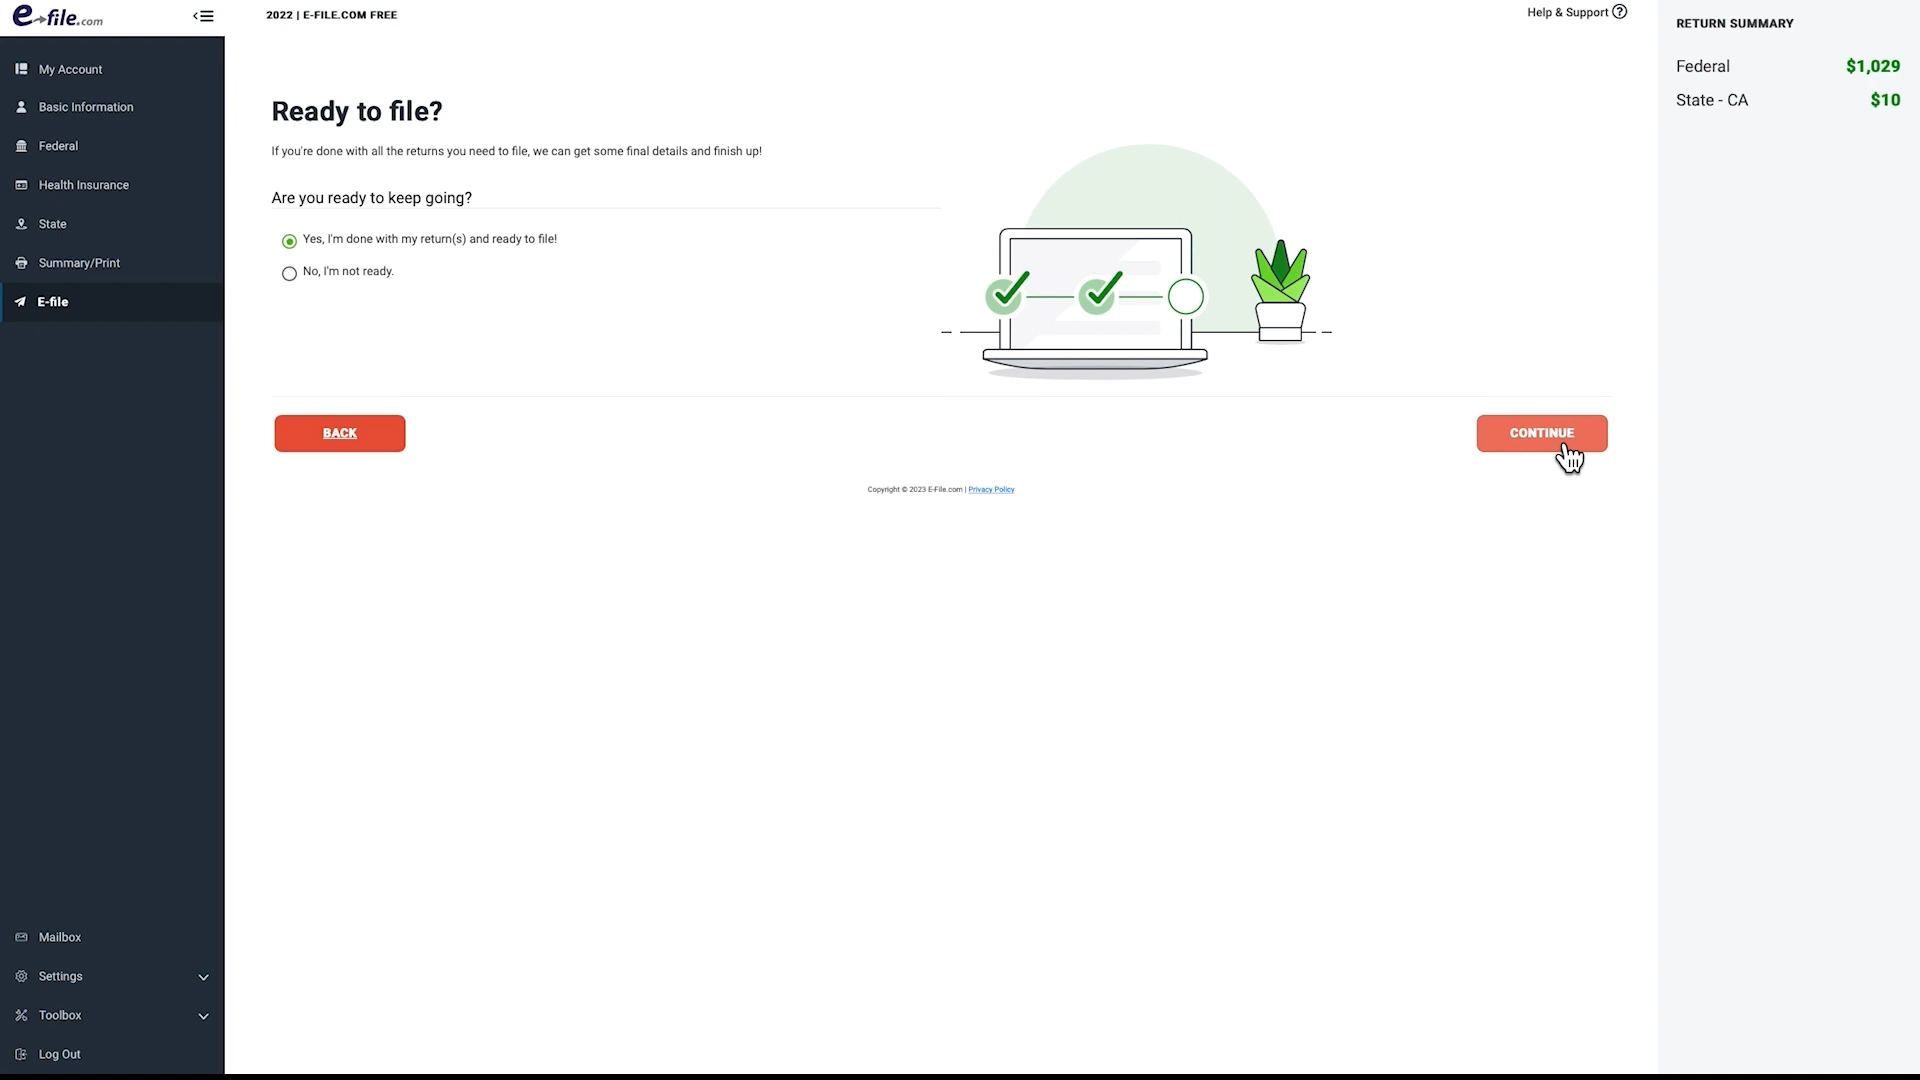 e-file.com
2022 | E-FILE.COM FREE
Help & Support
RETURN SUMMARY
Federal $1,029
State - CA $10
My Account
Basic Information
Federal
Health Insurance
State
Summary/Print
E-file
Ready to file?
If you're done with all the returns you need to file, we can get some final details and finish up!
Are you ready to keep going?
Yes, I'm done with my return(s) and ready to file!
No, I'm not ready.
BACK
CONTINUE
Copyright © 2023 E-File.com | Privacy Policy
Mailbox
Settings
Toolbox
Log Out